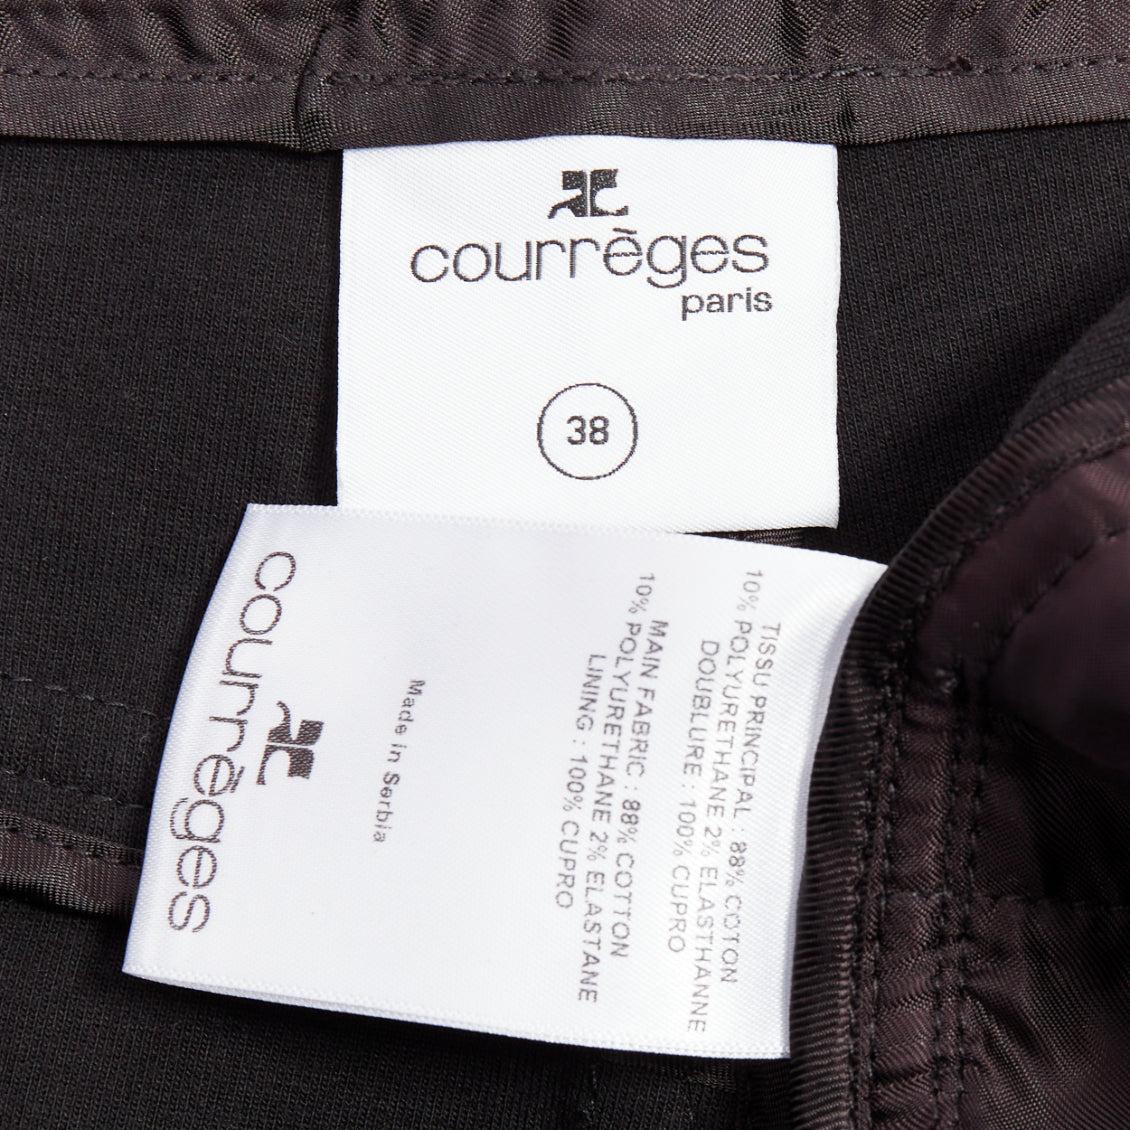 courrèges
paris
38
courrèges
Made in Serbia
TISSU PRINCIPAL : 88% COTON
10% POLYURETHANE 2% ELASTHANNE
DOUBLURE : 100% CUPRO
MAIN FABRIC : 88% COTTON
10% POLYURETHANE 2% ELASTANE
LINING : 100% CUPRO